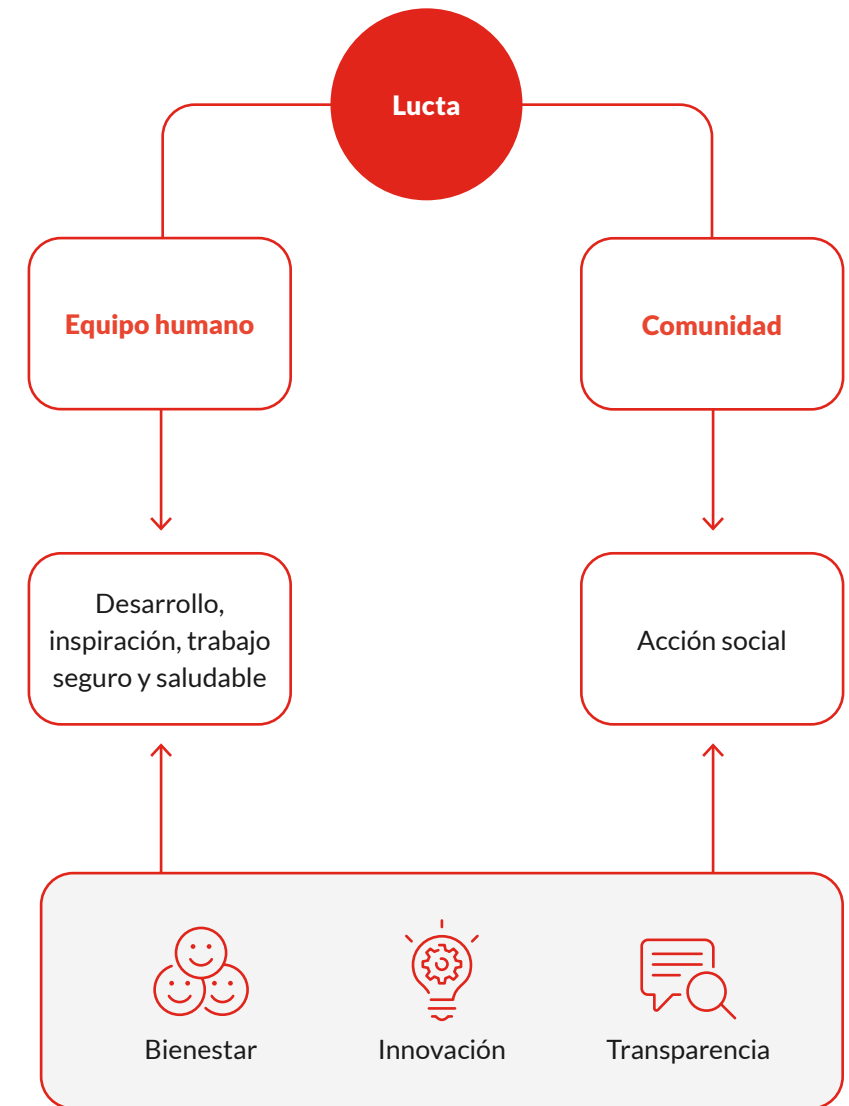 Lucta
Equipo humano
Comunidad
Desarrollo,
inspiración, trabajo
seguro y saludable
Acción social
Bienestar
Innovación
Transparencia